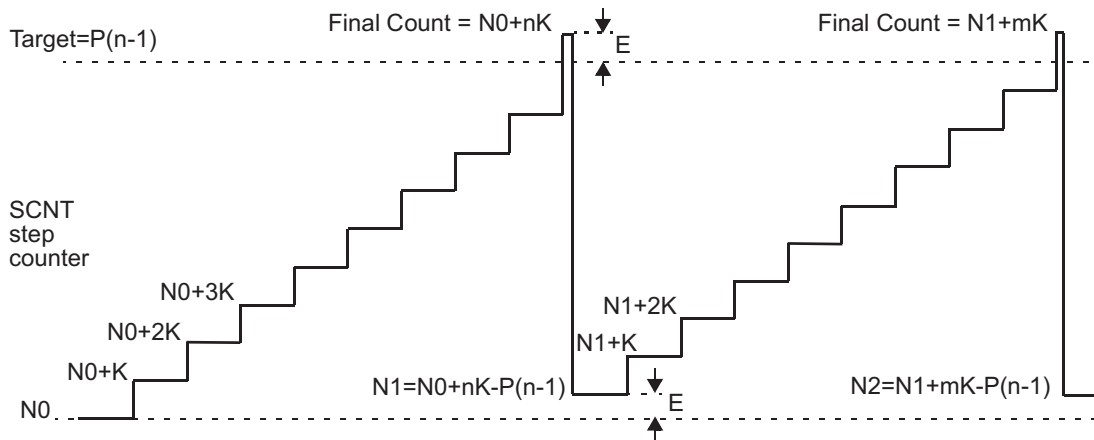 Final Count = N0+nK
Final Count = N1+mK
Target=P(n-1)
E
SCNT
step
counter
N0+3K
N0+2K
N1+2K
N0+K
N1+K
N1=N0+nK-P(n-1)
N2=N1+mK-P(n-1)
E
N0